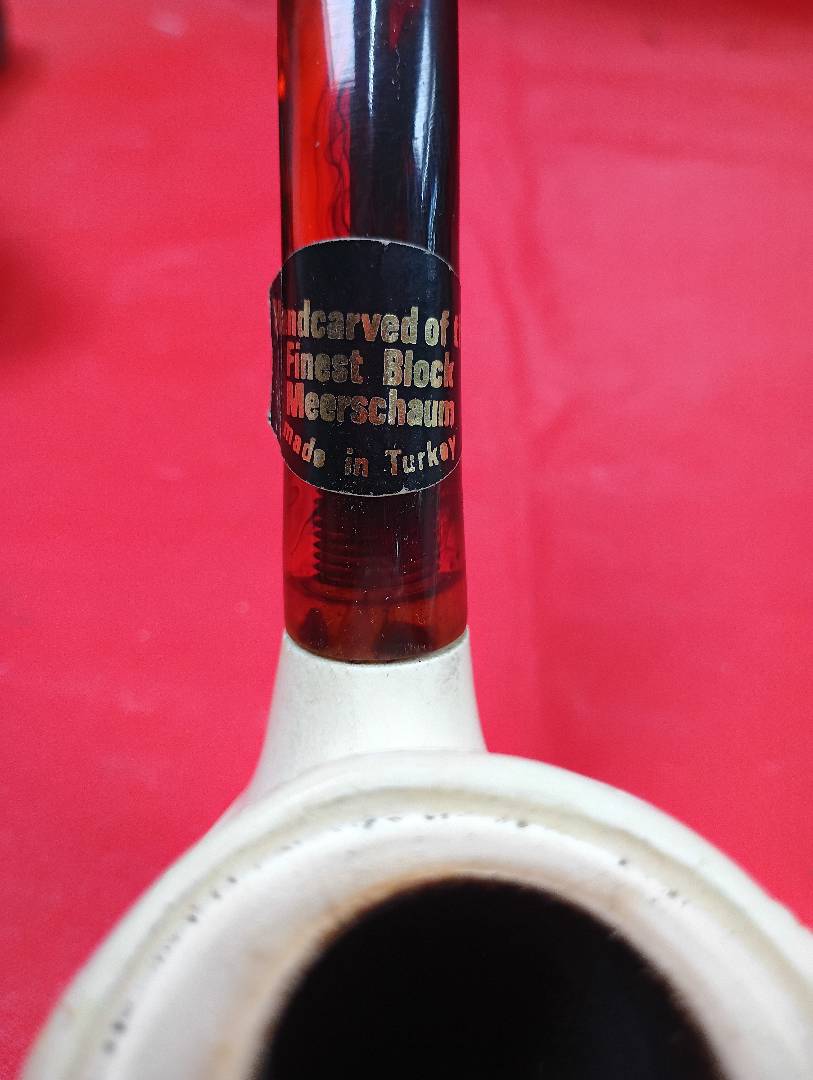 Handcarved of t
Finest Block
Meerschaum
made in Turkey